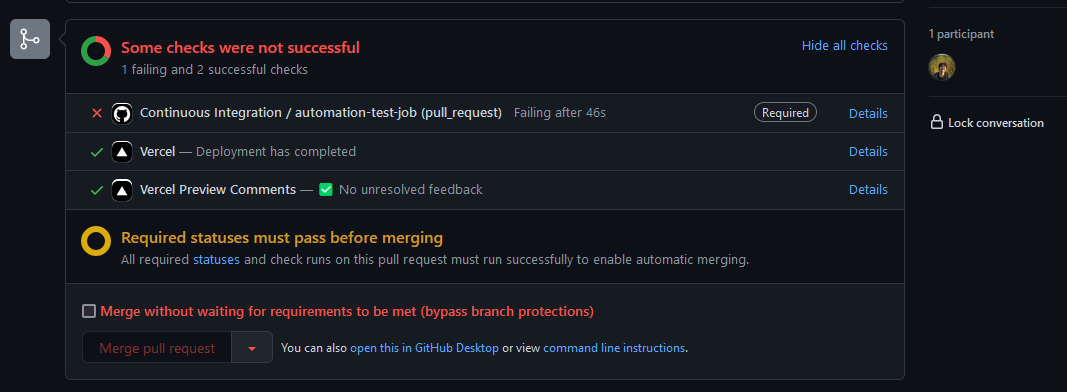 Some checks were not successful
Hide all checks
1 failing and 2 successful checks
Continuous Integration / automation-test-job (pull_request) Failing after 46s Required Details
Vercel — Deployment has completed Details
Vercel Preview Comments — ✅ No unresolved feedback Details
Required statuses must pass before merging
All required statuses and check runs on this pull request must run successfully to enable automatic merging.
Merge without waiting for requirements to be met (bypass branch protections)
Merge pull request You can also open this in GitHub Desktop or view command line instructions.
1 participant
Lock conversation